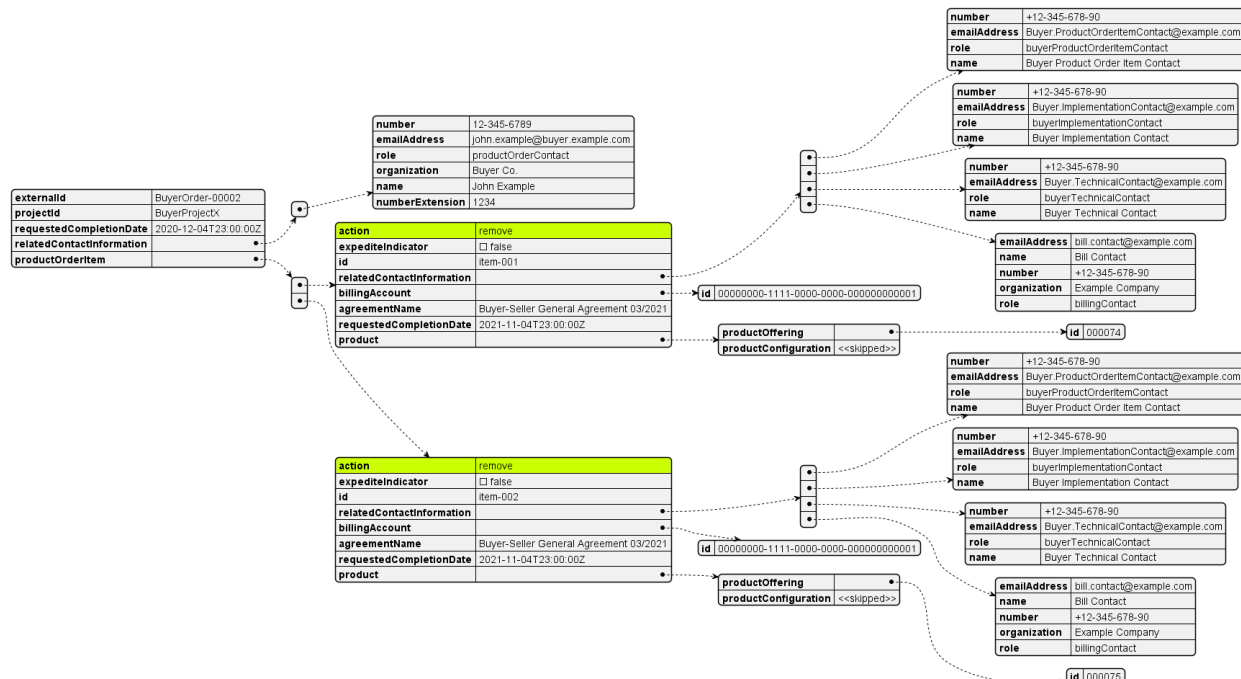 externalId BuyerOrder-00002
projectId BuyerProjectX
requestedCompletionDate 2020-12-04T23:00:00Z
relatedContactInformation
productOrderItem
number 12-345-6789
emailAddress john.example@buyer.example.com
role productOrderContact
organization Buyer Co.
name John Example
numberExtension 1234
action remove
expediteIndicator ☐ false
id item-001
relatedContactInformation
billingAccount
agreementName Buyer-Seller General Agreement 03/2021
requestedCompletionDate 2021-11-04T23:00:00Z
product
number +12-345-678-90
emailAddress Buyer.ProductOrderItemContact@example.com
role buyerProductOrderItemContact
name Buyer Product Order Item Contact
number +12-345-678-90
emailAddress Buyer.ImplementationContact@example.com
role buyerImplementationContact
name Buyer Implementation Contact
number +12-345-678-90
emailAddress Buyer.TechnicalContact@example.com
role buyerTechnicalContact
name Buyer Technical Contact
emailAddress bill.contact@example.com
name Bill Contact
number +12-345-678-90
organization Example Company
role billingContact
id 00000000-1111-0000-0000-000000000001
productOffering
productConfiguration <<skipped>>
id 000074
action remove
expediteIndicator ☐ false
id item-002
relatedContactInformation
billingAccount
agreementName Buyer-Seller General Agreement 03/2021
requestedCompletionDate 2021-11-04T23:00:00Z
product
number +12-345-678-90
emailAddress Buyer.ProductOrderItemContact@example.com
role buyerProductOrderItemContact
name Buyer Product Order Item Contact
number +12-345-678-90
emailAddress Buyer.ImplementationContact@example.com
role buyerImplementationContact
name Buyer Implementation Contact
number +12-345-678-90
emailAddress Buyer.TechnicalContact@example.com
role buyerTechnicalContact
name Buyer Technical Contact
emailAddress bill.contact@example.com
name Bill Contact
number +12-345-678-90
organization Example Company
role billingContact
id 00000000-1111-0000-0000-000000000001
productOffering
productConfiguration <<skipped>>
id 000075